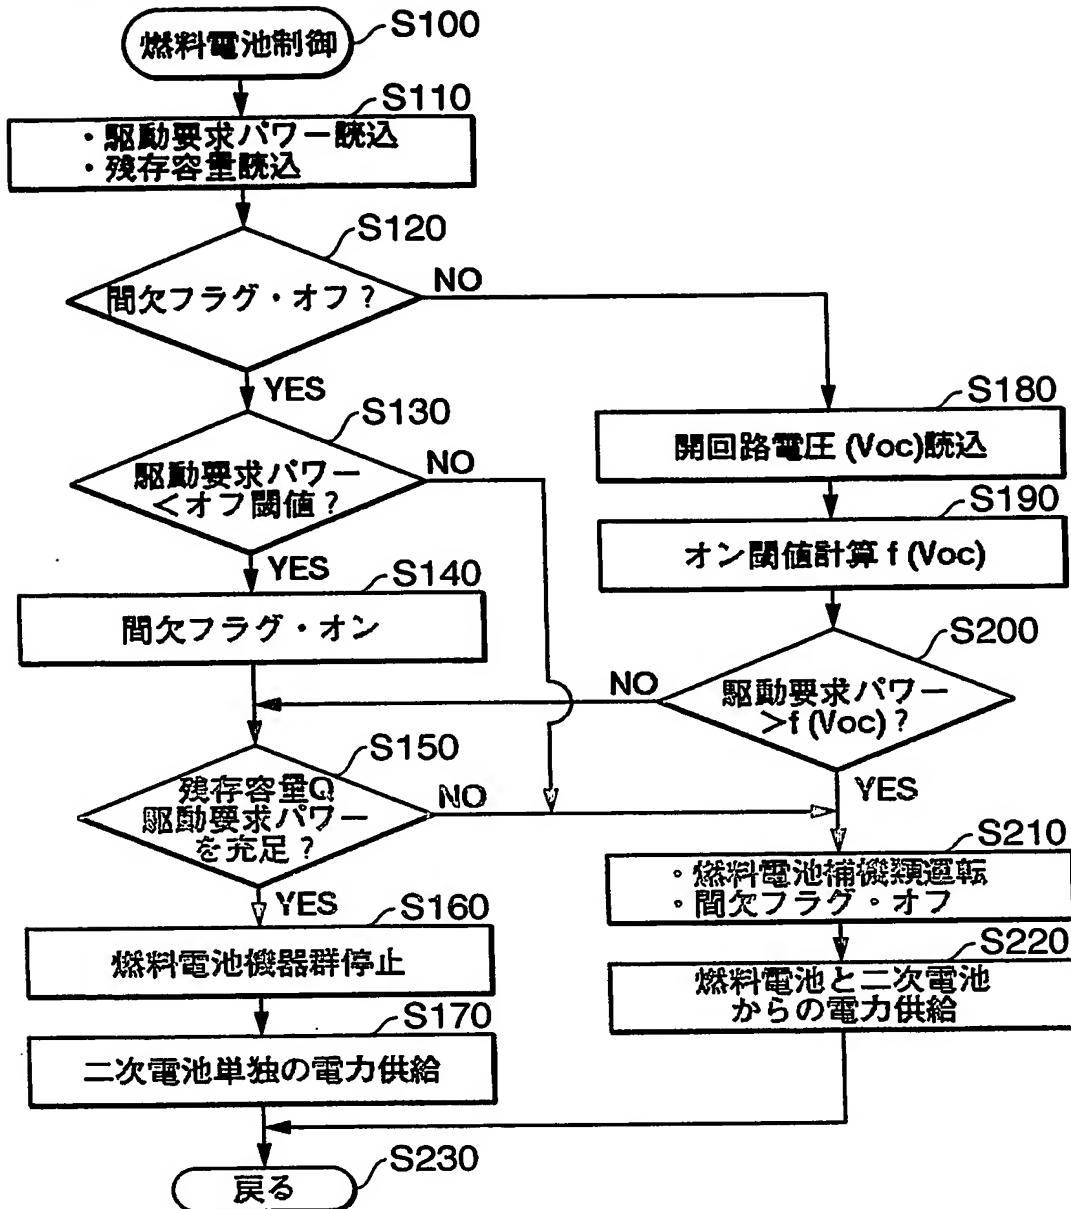 燃料電池制御
S100
S110
・駆動要求パワー読込
・残存容量読込
S120
間欠フラグ・オフ？
NO
YES
S130
駆動要求パワー
＜オフ閾値？
NO
YES
S140
間欠フラグ・オン
S180
開回路電圧 (Voc)読込
S190
オン閾値計算 f (Voc)
S200
駆動要求パワー
＞f (Voc)？
NO
YES
S150
残存容量Q
駆動要求パワー
を充足？
NO
YES
S160
燃料電池機器群停止
S170
二次電池単独の電力供給
S210
・燃料電池補機類運転
・間欠フラグ・オフ
S220
燃料電池と二次電池
からの電力供給
S230
戻る